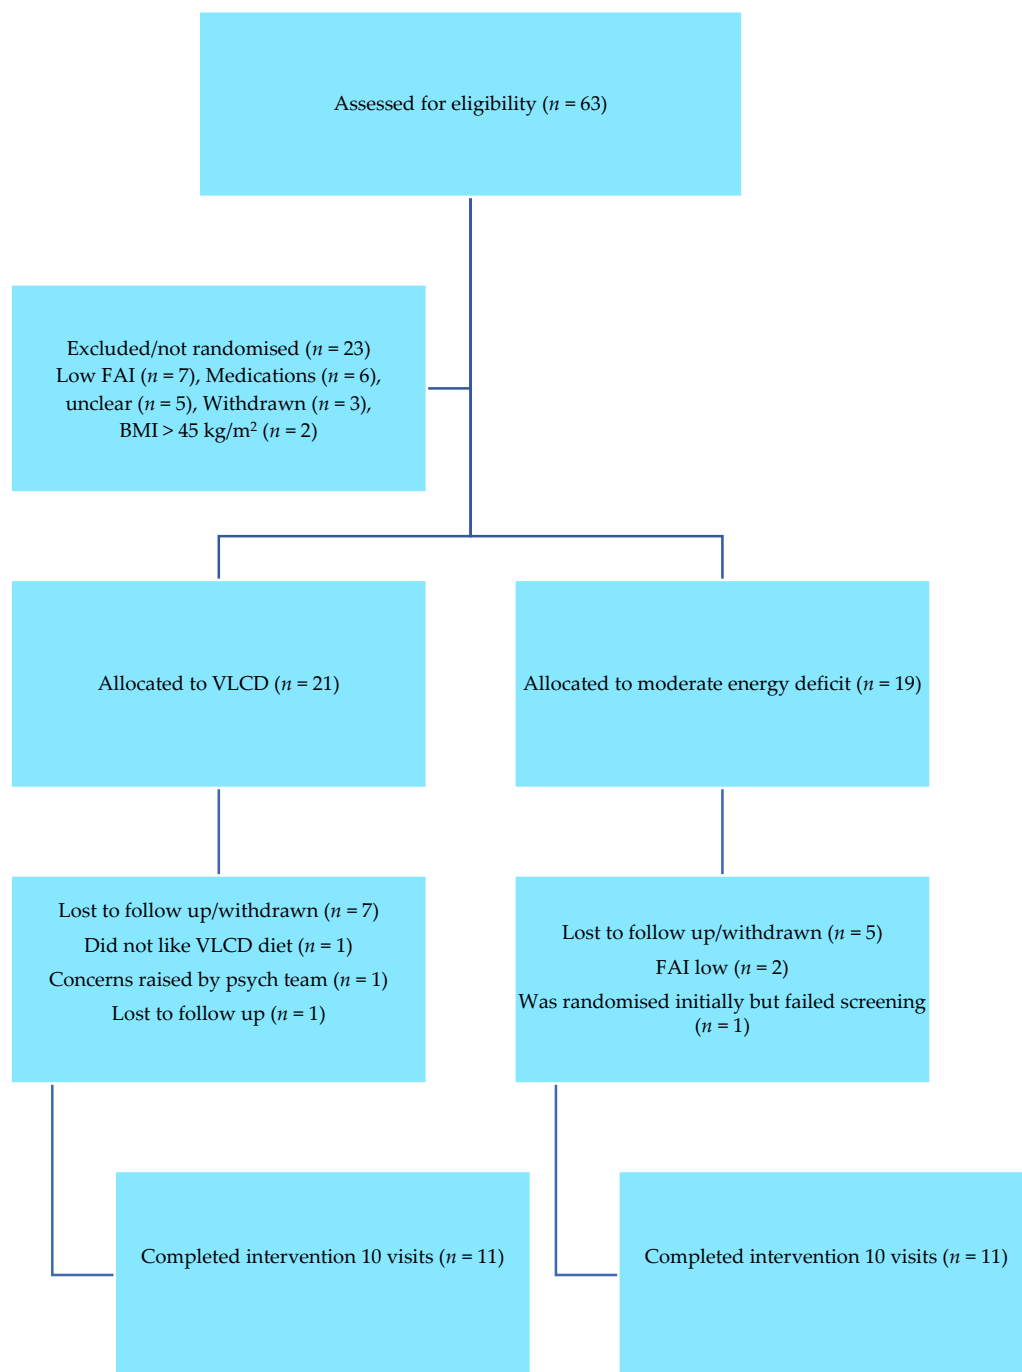 Assessed for eligibility (n = 63)
Excluded/not randomised (n = 23)
Low FAI (n = 7), Medications (n = 6),
unclear (n = 5), Withdrawn (n = 3),
BMI > 45 kg/m² (n = 2)
Allocated to VLCD (n = 21)
Allocated to moderate energy deficit (n = 19)
Lost to follow up/withdrawn (n = 7)
Did not like VLCD diet (n = 1)
Concerns raised by psych team (n = 1)
Lost to follow up (n = 1)
Lost to follow up/withdrawn (n = 5)
FAI low (n = 2)
Was randomised initially but failed screening
(n = 1)
Completed intervention 10 visits (n = 11)
Completed intervention 10 visits (n = 11)